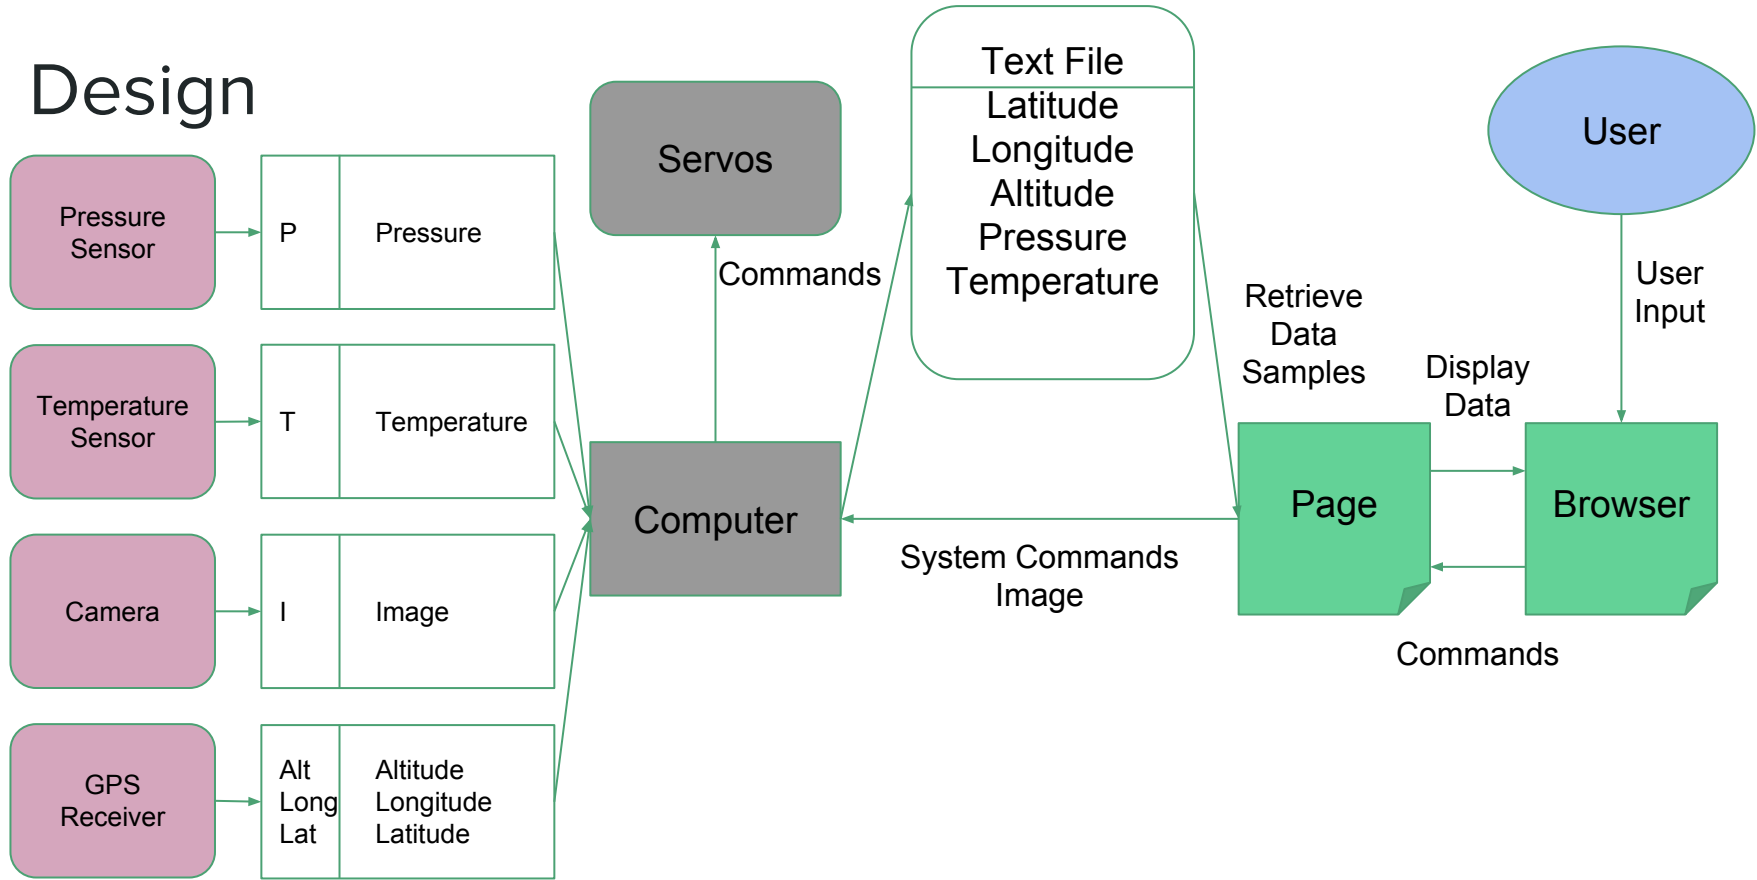 Design
Pressure
Sensor
P
Pressure
Temperature
Sensor
T
Temperature
Camera
I
Image
GPS
Receiver
Alt
Long
Lat
Altitude
Longitude
Latitude
Servos
Commands
Computer
Text File
Latitude
Longitude
Altitude
Pressure
Temperature
System Commands
Image
Retrieve
Data
Samples
Page
Display
Data
Commands
User
User
Input
Browser